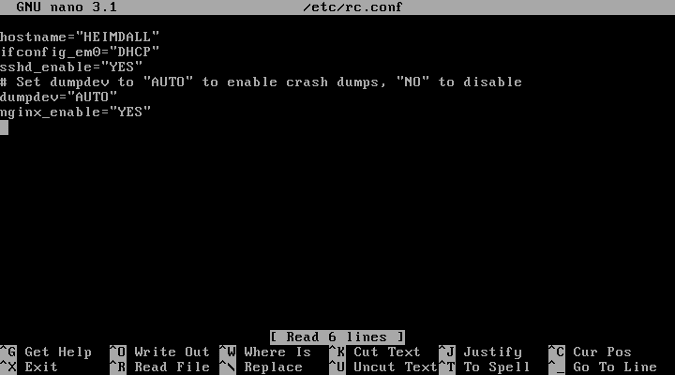 GNU nano 3.1 /etc/rc.conf
hostname="HEIMDALL"
ifconfig_em0="DHCP"
sshd_enable="YES"
# Set dumpdev to "AUTO" to enable crash dumps, "NO" to disable
dumpdev="AUTO"
nginx_enable="YES"
[ Read 6 lines ]
^G Get Help ^O Write Out ^W Where Is ^K Cut Text ^J Justify ^C Cur Pos
^X Exit ^R Read File ^\ Replace ^U Uncut Text ^T To Spell ^_ Go To Line